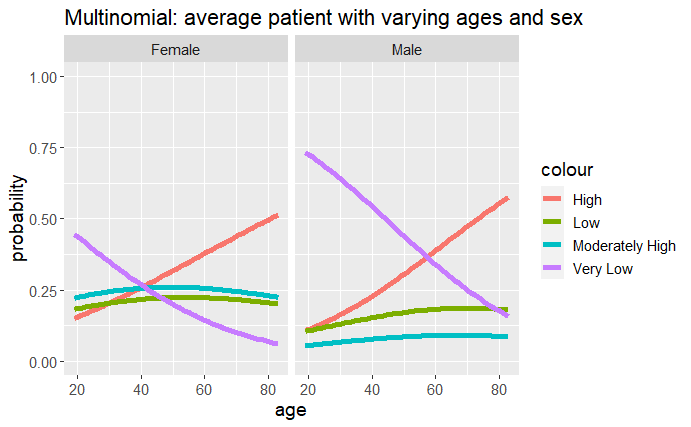 Multinomial: average patient with varying ages and sex
Female
Male
1.00
0.75
0.50
0.25
0.00
probability
20 40 60 80
20 40 60 80
age
colour
High
Low
Moderately High
Very Low